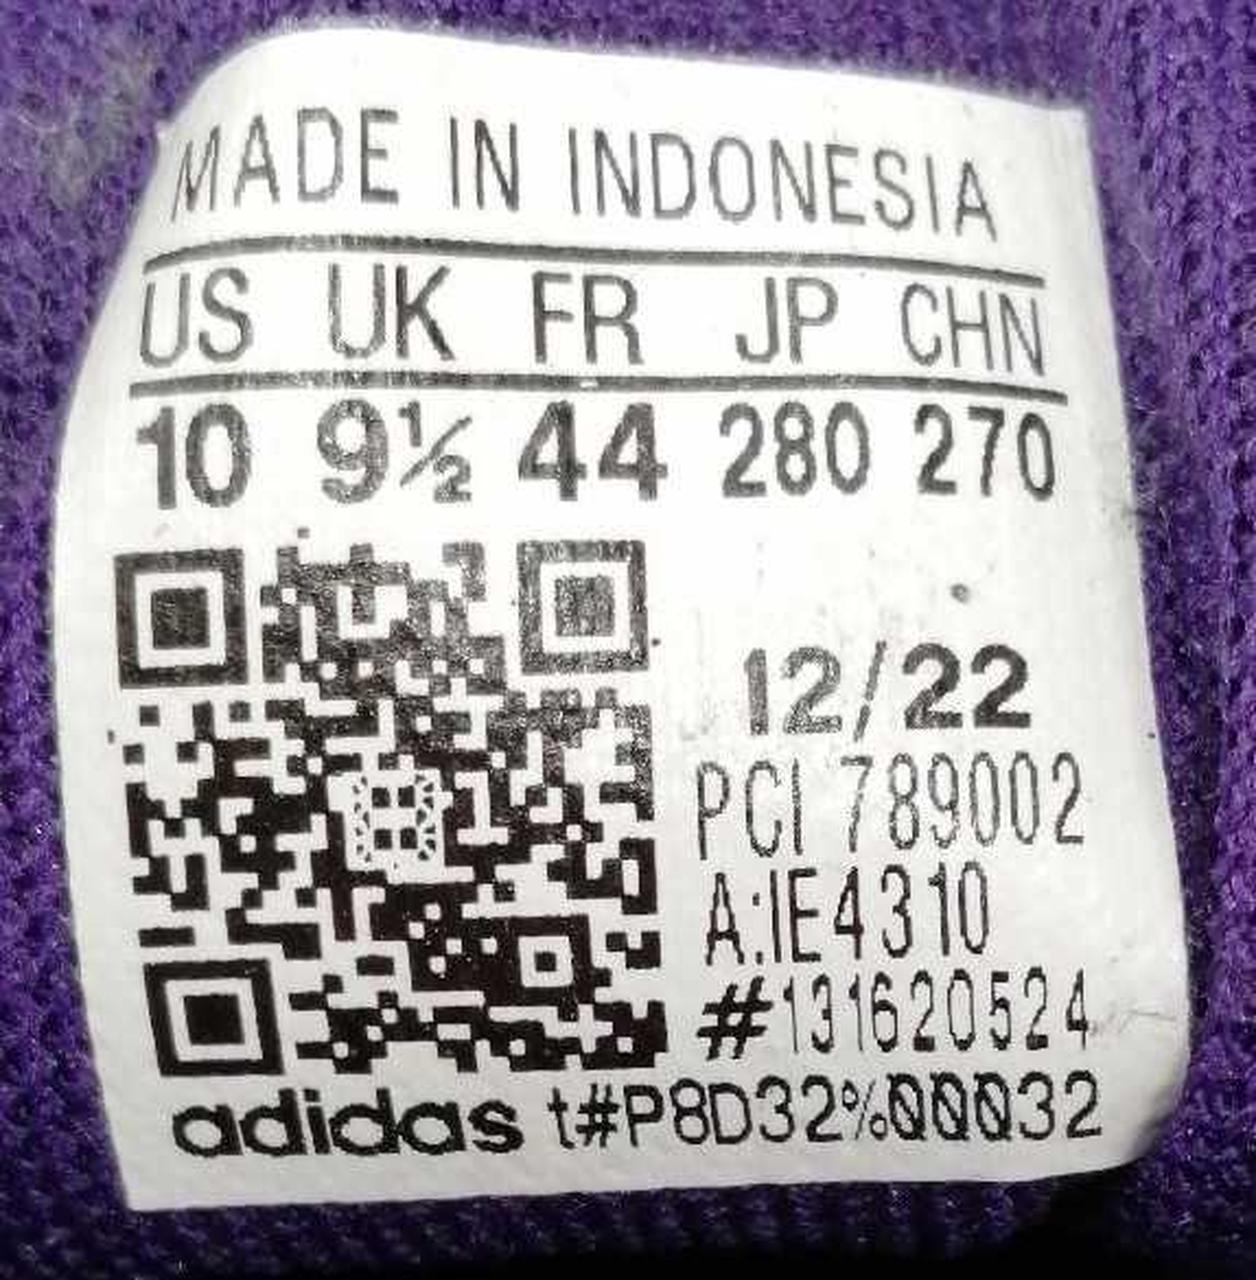 MADE IN INDONESIA
US UK FR JP CHN
10 9½ 44 280 270
12/22
PCI 789002
A:IE4310
#131620524
adidas t#P8D32%00032